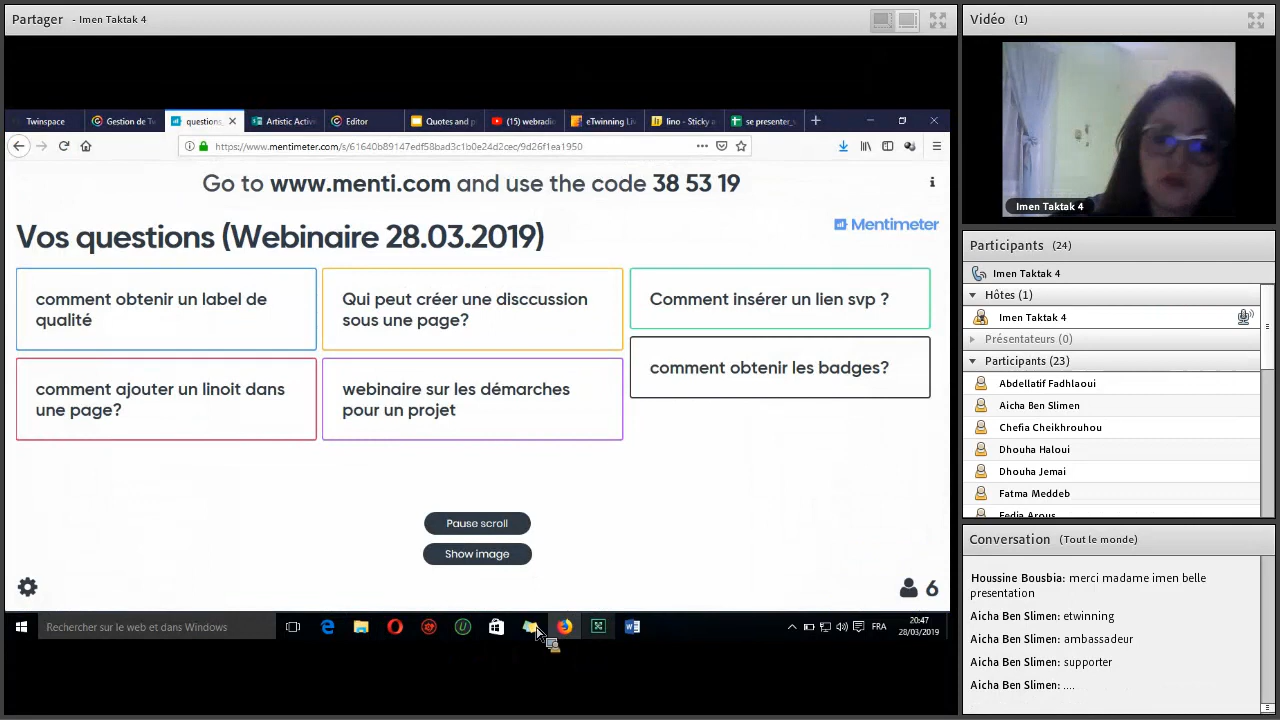 Partager - Imen Taktak 4
Twinspace
Gestion de Tw
questions_
Artistic Activ
Editor
Quotes and p
(15) webradio
eTwinning Liv
lino - Sticky a
se presenter_
https://www.mentimeter.com/s/61640b89147edf58bad3c1b0e24d2cec/9d26f1ea1950
Go to www.menti.com and use the code 38 53 19
Vos questions (Webinaire 28.03.2019)
Mentimeter
comment obtenir un label de
qualité
Qui peut créer une disccussion
sous une page?
Comment insérer un lien svp ?
comment ajouter un linoit dans
une page?
webinaire sur les démarches
pour un projet
comment obtenir les badges?
Pause scroll
Show image
6
Rechercher sur le web et dans Windows
FRA
20:47
28/03/2019
Vidéo (1)
Imen Taktak 4
Participants (24)
Imen Taktak 4
Hôtes (1)
Imen Taktak 4
Présentateurs (0)
Participants (23)
Abdellatif Fadhlaoui
Aicha Ben Slimen
Chefia Cheikhrouhou
Dhouha Haloui
Dhouha Jemai
Fatma Meddeb
Fedia Arous
Conversation (Tout le monde)
Houssine Bousbia: merci madame imen belle
presentation
Aicha Ben Slimen: etwinning
Aicha Ben Slimen: ambassadeur
Aicha Ben Slimen: supporter
Aicha Ben Slimen: ....